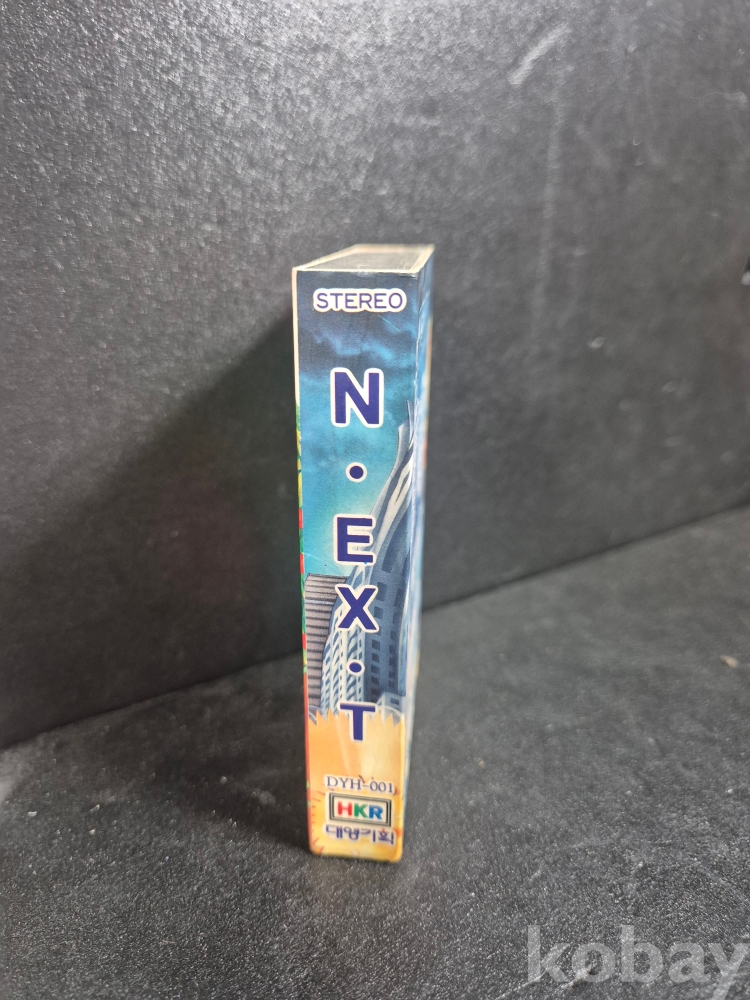 STEREO
N·EX·T
DYH-001
HKR
대영기획
kobay